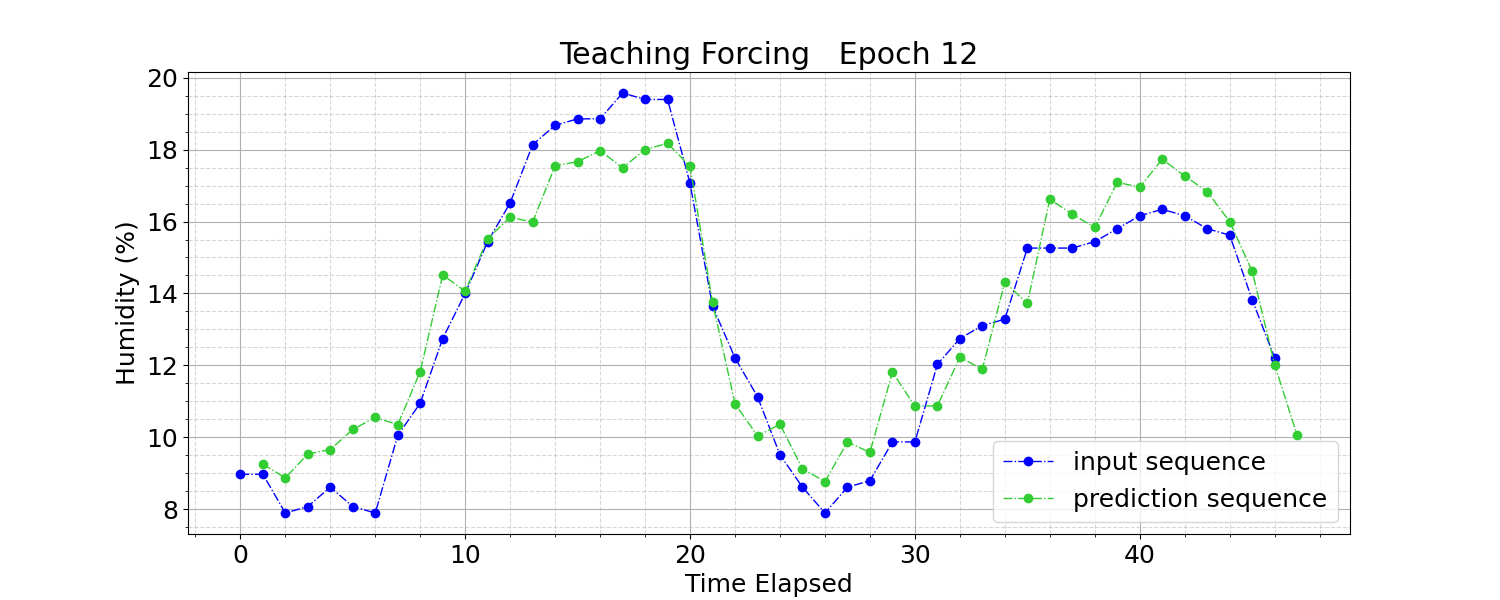 Teaching Forcing   Epoch 12
Humidity (%)
20
18
16
14
12
10
8
input sequence
prediction sequence
0 10 20 30 40
Time Elapsed